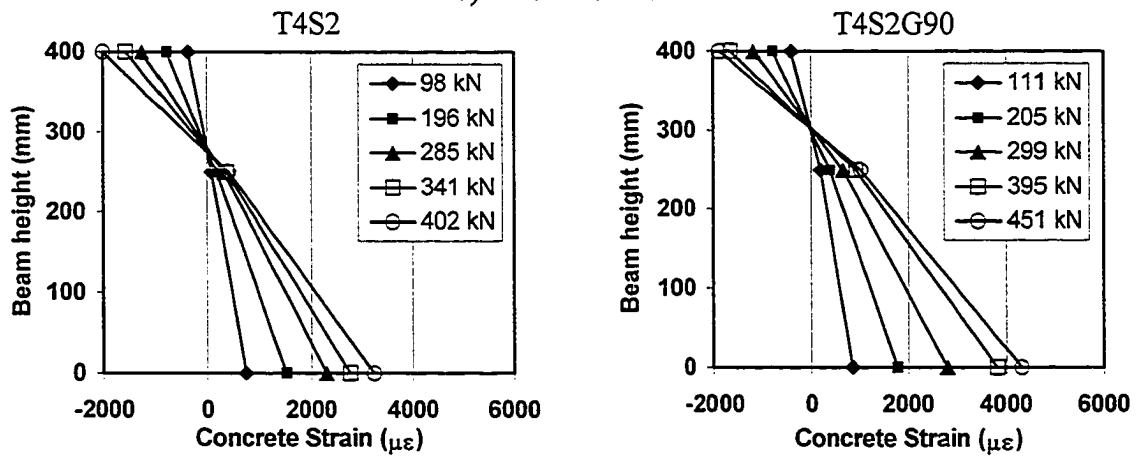 T4S2
400
300
200
100
0
Beam height (mm)
98 kN
196 kN
285 kN
341 kN
402 kN
-2000 0 2000 4000 6000
Concrete Strain (με)
T4S2G90
400
300
200
100
0
Beam height (mm)
111 kN
205 kN
299 kN
395 kN
451 kN
-2000 0 2000 4000 6000
Concrete Strain (με)